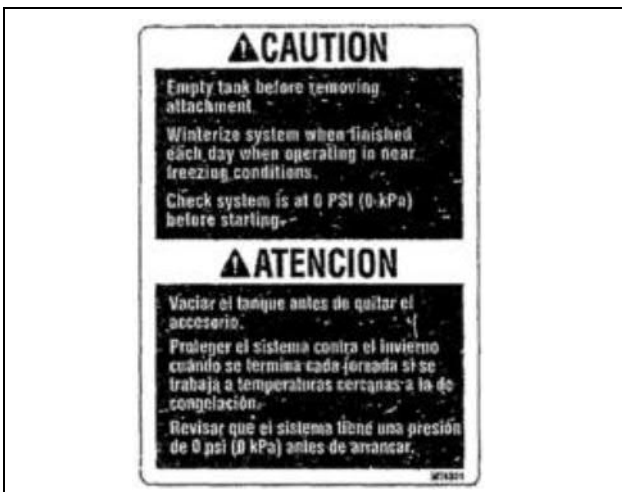 CAUTION
Empty tank before removing
attachment
Winterize system when finished
each day when operating in near
freezing conditions.
Check system is at 0 PSI (0 kPa)
before starting.
ATENCION
Vaciar el tanque antes de quitar el
accesorio.
Proteger el sistema contra el invierno
cuándo se termina cada jornada si se
trabaja a temperaturas cercanas a la de
congelación.
Revisar que el sistema tiene una presión
de 0 psi (0 kPa) antes de arrancar.